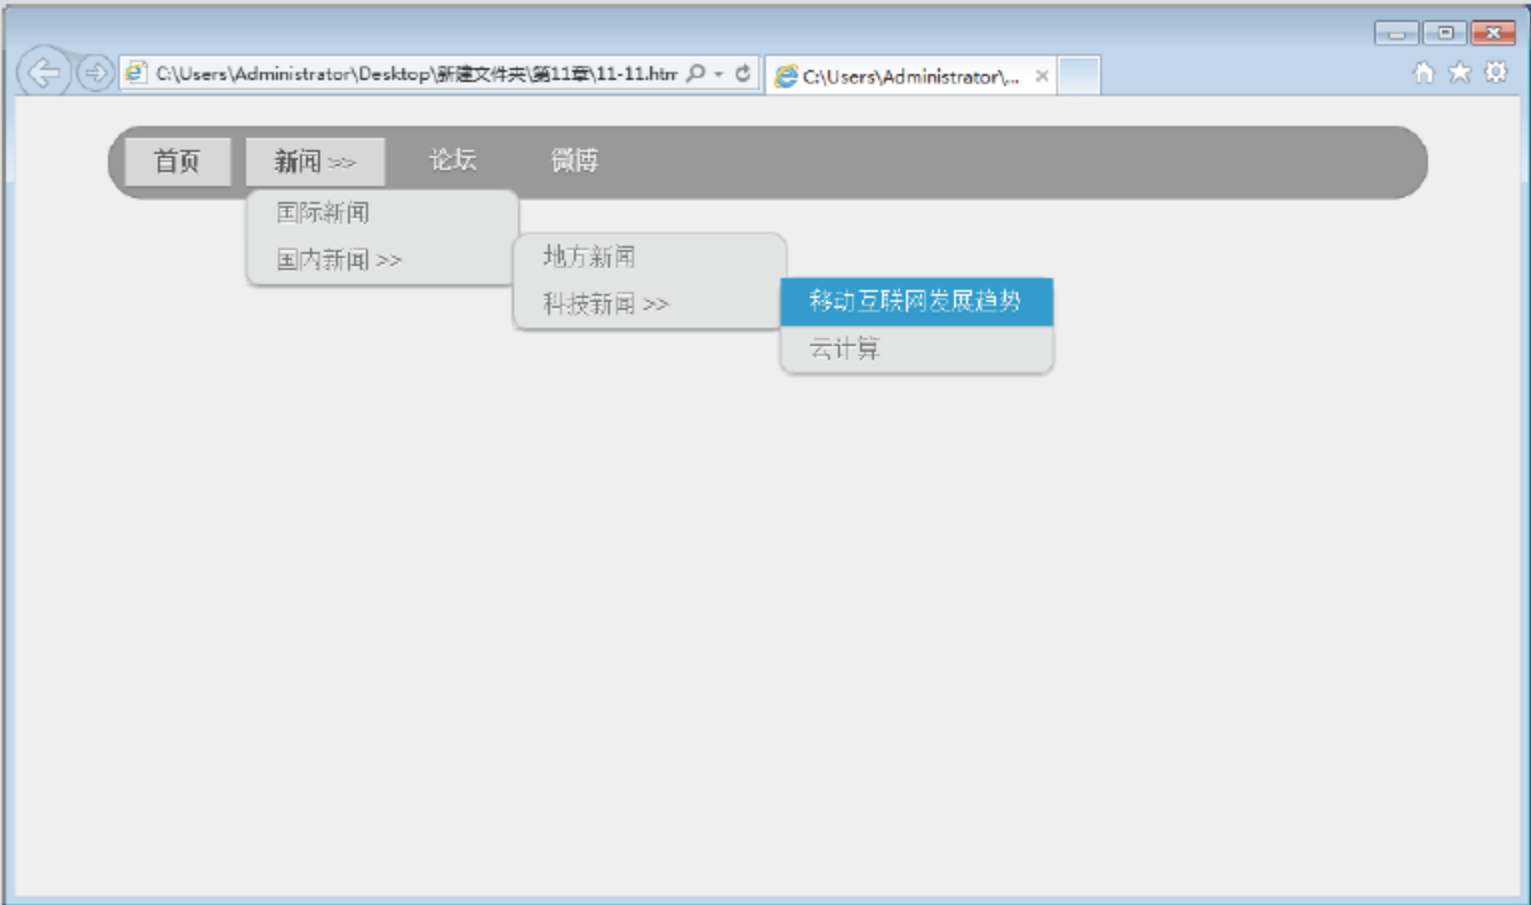 C:\Users\Administrator\Desktop\新建文件夹\第11章\11-11.htm
C:\Users\Administrator\...
首页 新闻 >> 论坛 微博
国际新闻
国内新闻 >>
地方新闻
科技新闻 >>
移动互联网发展趋势
云计算